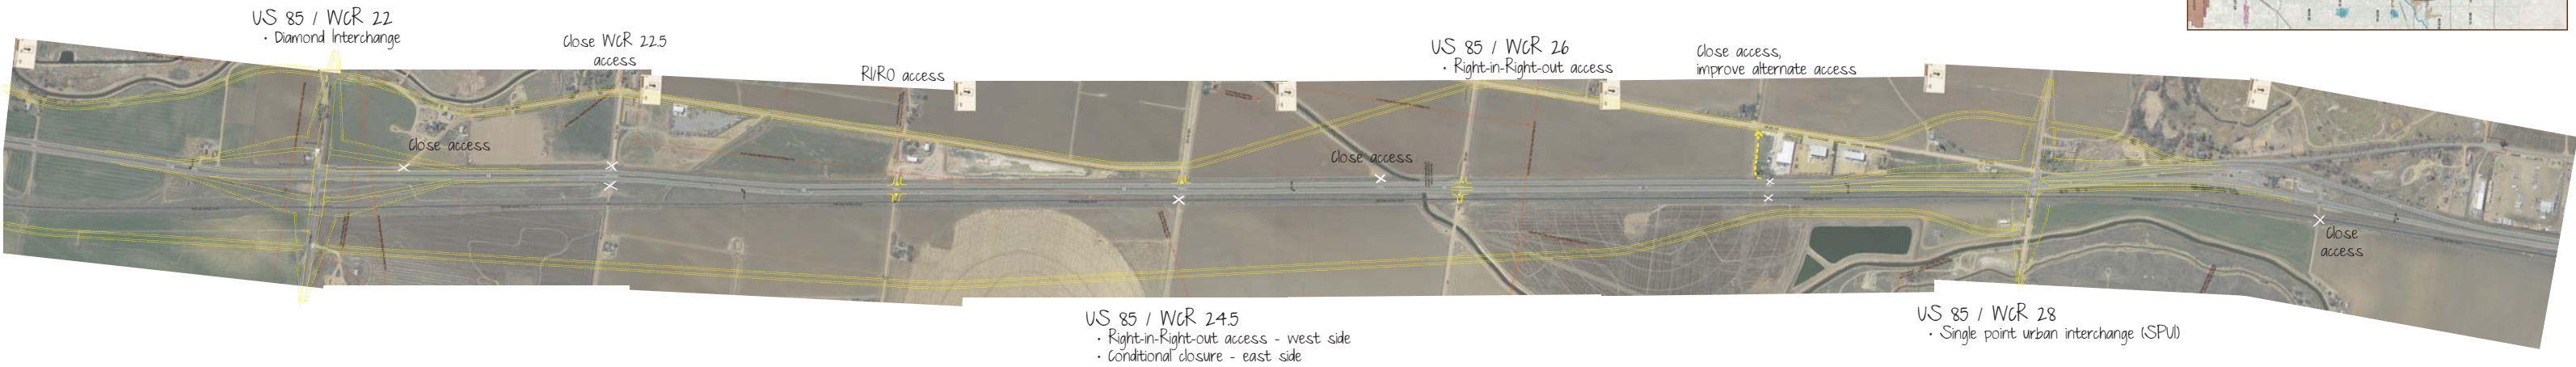 US 85 / WCR 22
• Diamond Interchange
Close WCR 22.5
access
RI/RO access
US 85 / WCR 26
• Right-in-Right-out access
Close access,
improve alternate access
Close access
Close access
Close
access
US 85 / WCR 24.5
• Right-in-Right-out access - west side
• Conditional closure - east side
US 85 / WCR 28
• Single point urban interchange (SPUI)